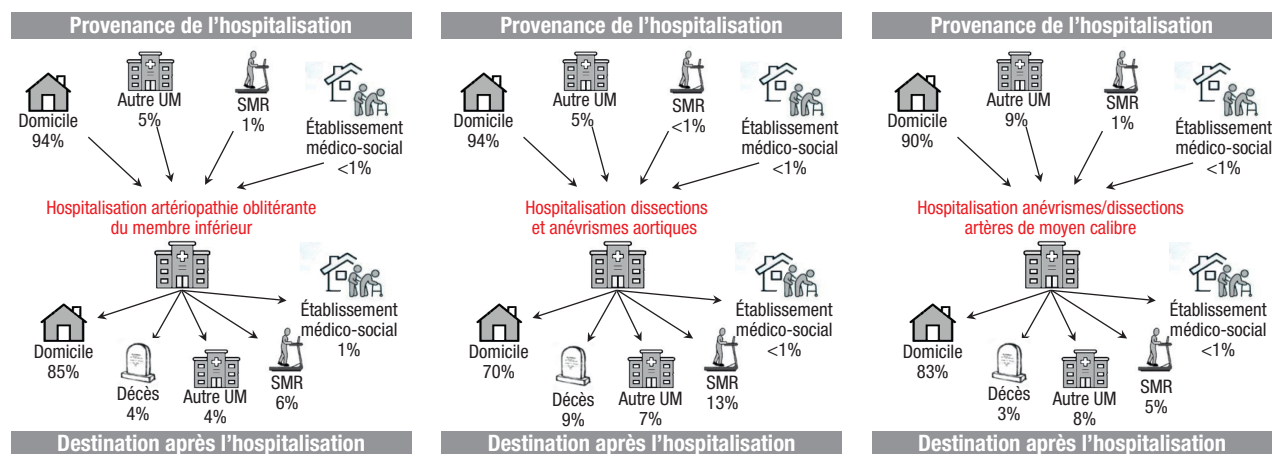 Provenance de l'hospitalisation
Domicile
94%
Autre UM
5%
SMR
1%
Établissement
médico-social
<1%
Hospitalisation artériopathie oblitérante
du membre inférieur
Domicile
85%
Décès
4%
Autre UM
4%
SMR
6%
Établissement
médico-social
1%
Destination après l'hospitalisation
Provenance de l'hospitalisation
Domicile
94%
Autre UM
5%
SMR
<1%
Établissement
médico-social
<1%
Hospitalisation dissections
et anévrismes aortiques
Domicile
70%
Décès
9%
Autre UM
7%
SMR
13%
Établissement
médico-social
<1%
Destination après l'hospitalisation
Provenance de l'hospitalisation
Domicile
90%
Autre UM
9%
SMR
1%
Établissement
médico-social
<1%
Hospitalisation anévrismes/dissections
artères de moyen calibre
Domicile
83%
Décès
3%
Autre UM
8%
SMR
5%
Établissement
médico-social
<1%
Destination après l'hospitalisation